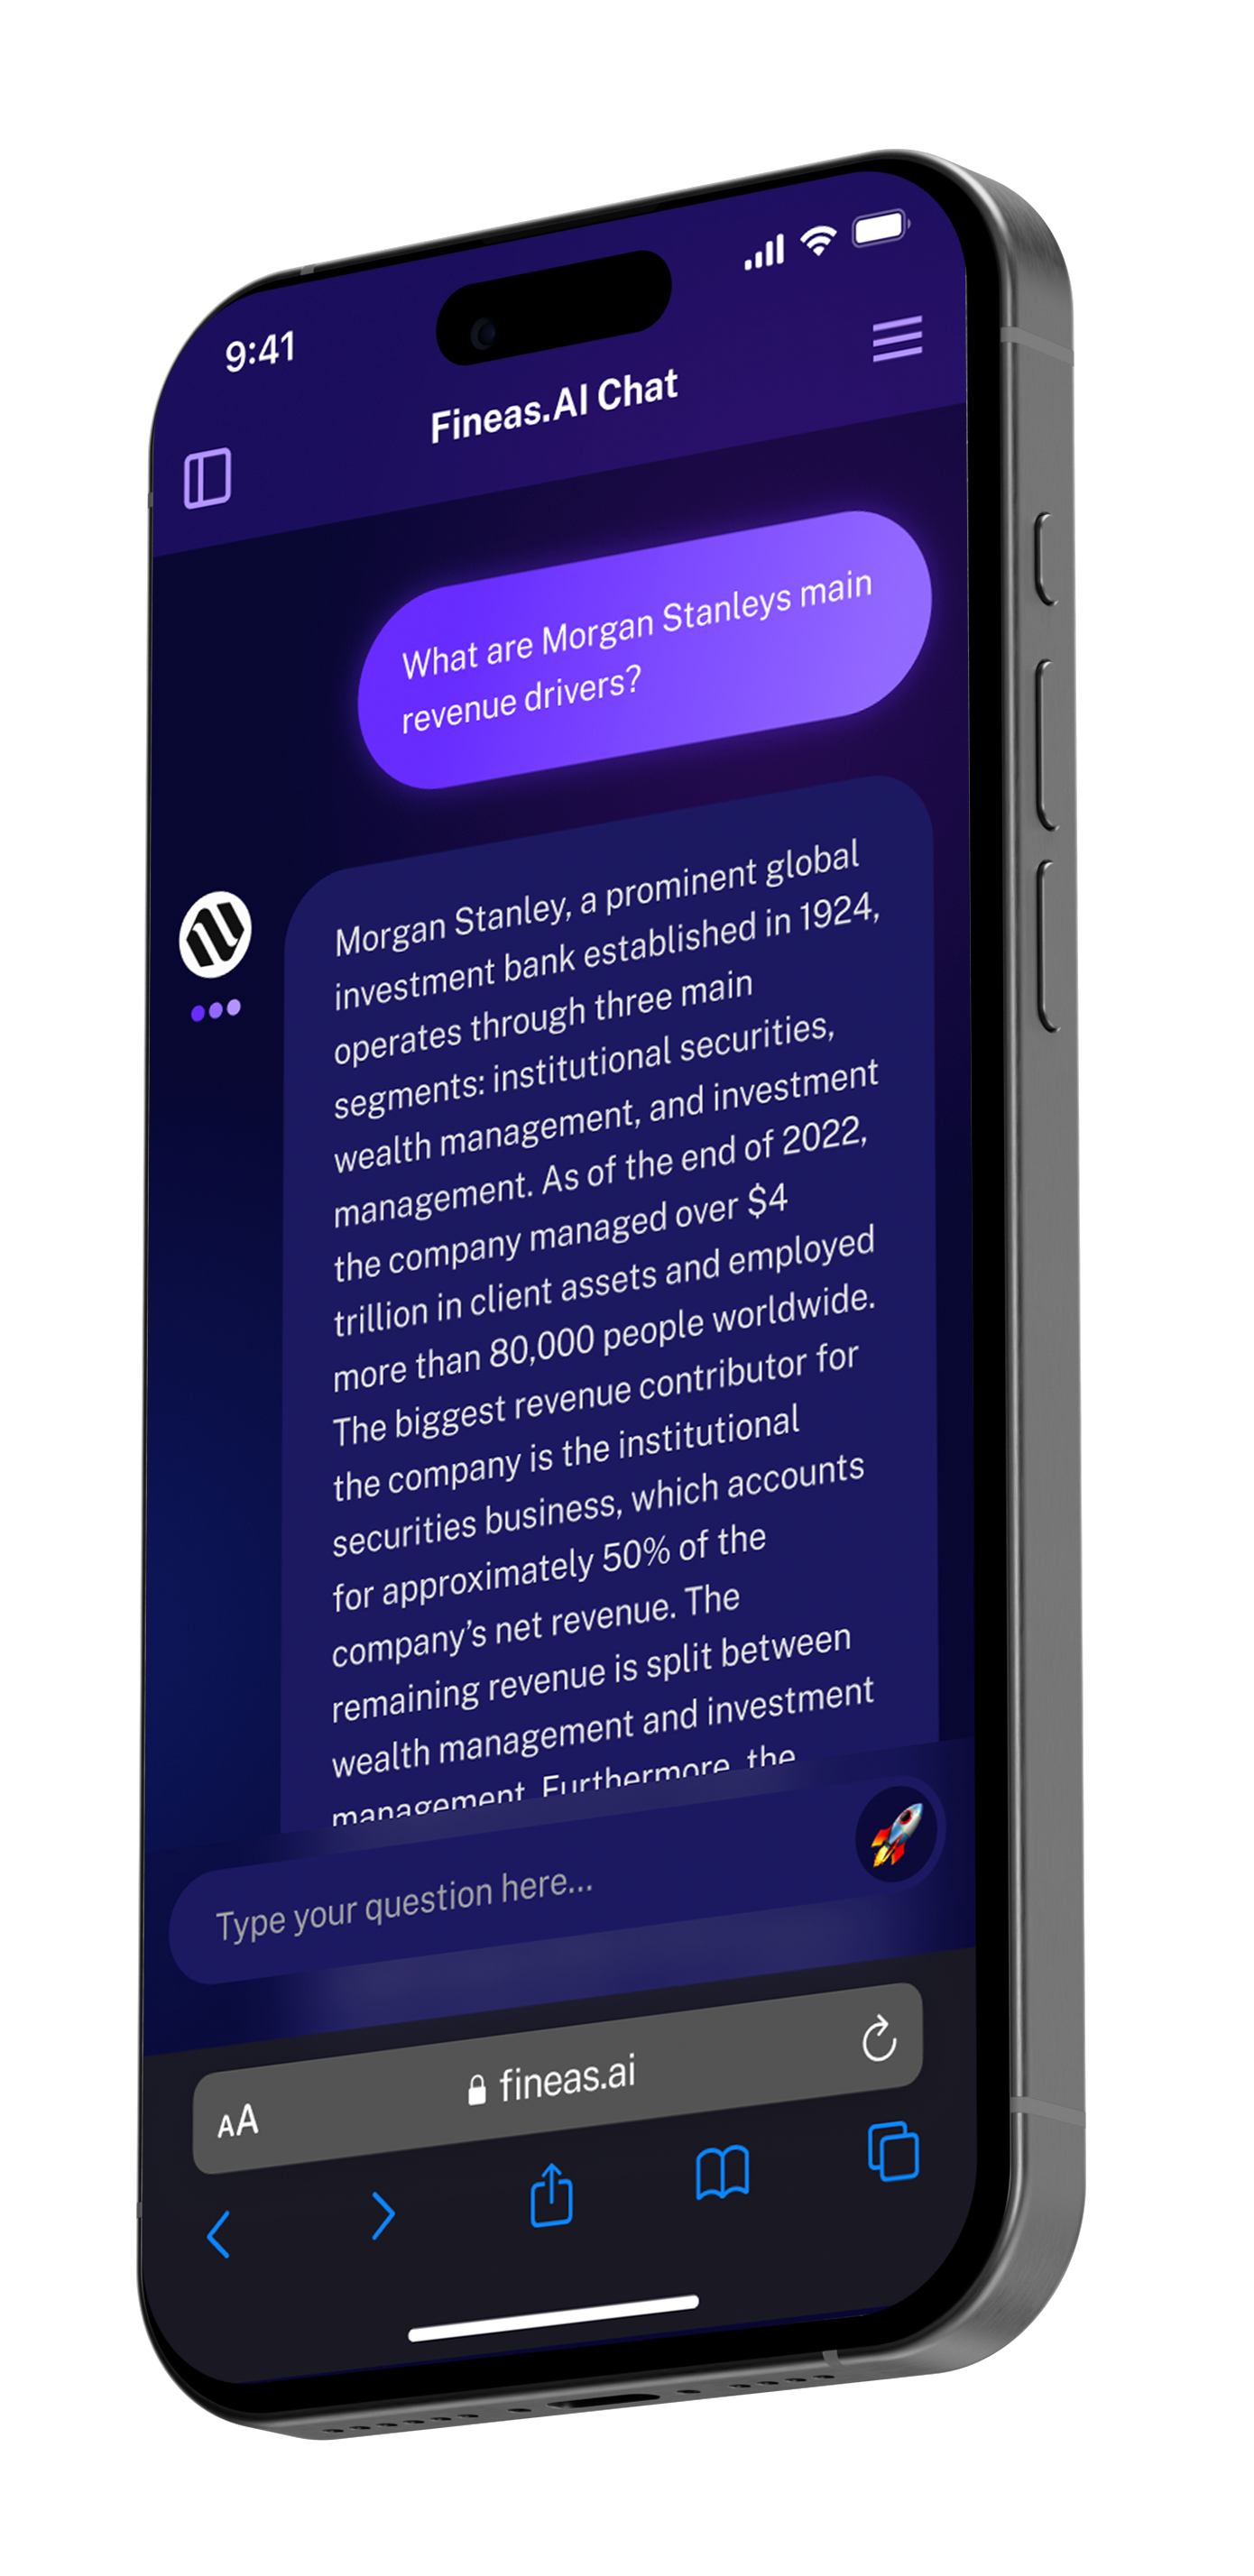 9:41
Fineas.AI Chat
What are Morgan Stanleys main
revenue drivers?
Morgan Stanley, a prominent global
investment bank established in 1924,
operates through three main
segments: institutional securities,
wealth management, and investment
management. As of the end of 2022,
the company managed over $4
trillion in client assets and employed
more than 80,000 people worldwide.
The biggest revenue contributor for
the company is the institutional
securities business, which accounts
for approximately 50% of the
company's net revenue. The
remaining revenue is split between
wealth management and investment
management. Furthermore, the
Type your question here...
AA
fineas.ai